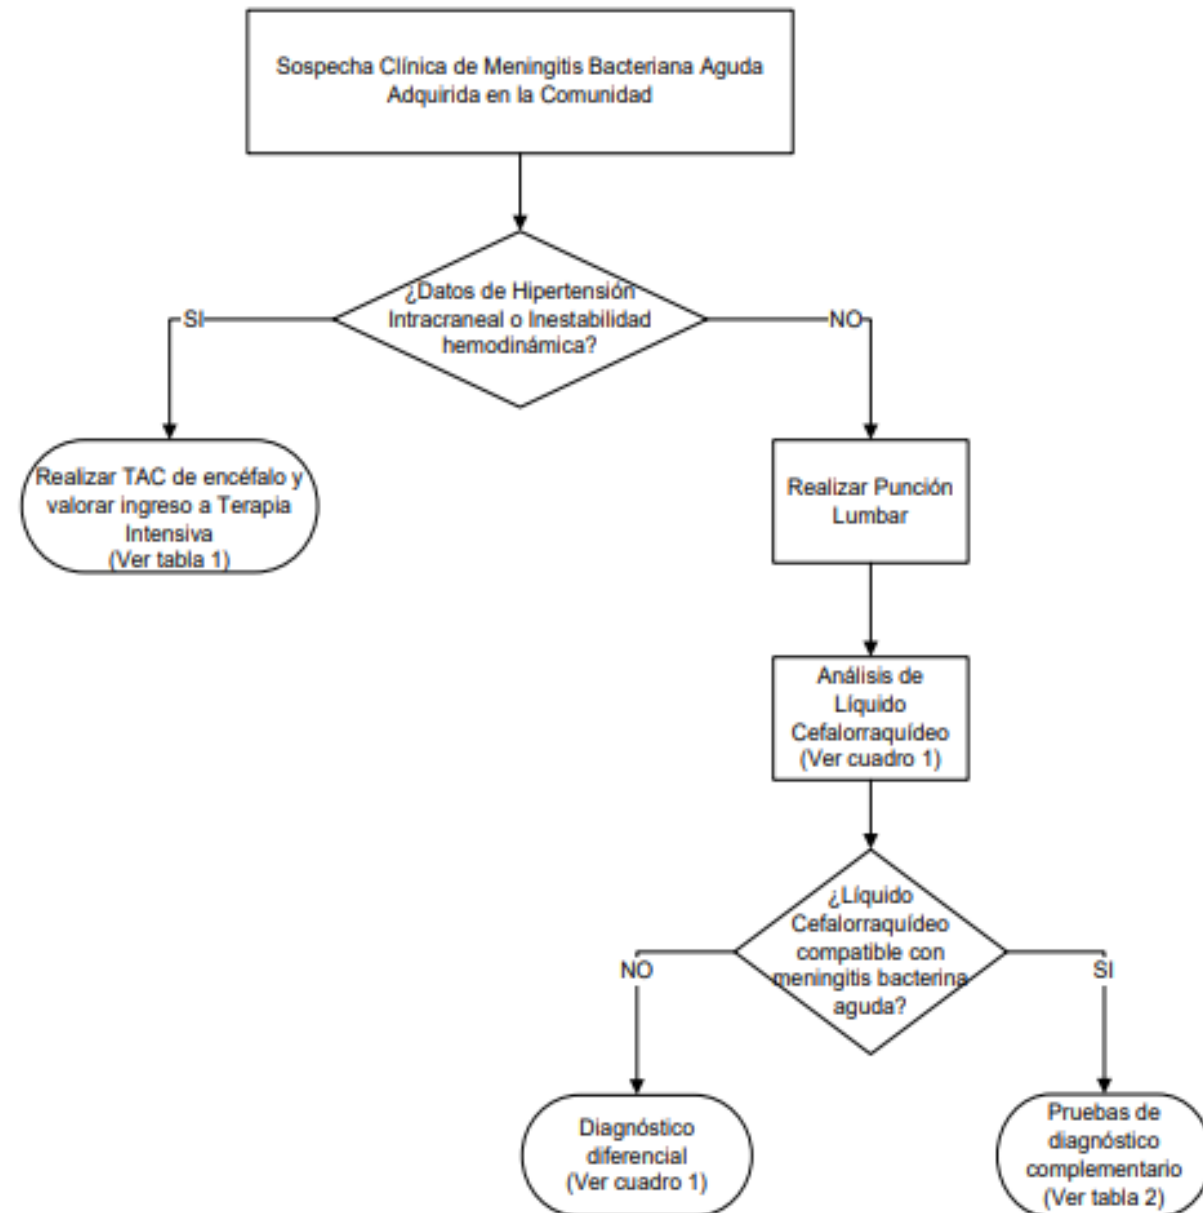 Sospecha Clínica de Meningitis Bacteriana Aguda
Adquirida en la Comunidad
¿Datos de Hipertensión
Intracraneal o Inestabilidad
hemodinámica?
SI
NO
Realizar TAC de encéfalo y
valorar ingreso a Terapia
Intensiva
(Ver tabla 1)
Realizar Punción
Lumbar
Análisis de
Líquido
Cefalorraquídeo
(Ver cuadro 1)
¿Líquido
Cefalorraquídeo
compatible con
meningitis bacterina
aguda?
NO
SI
Diagnóstico
diferencial
(Ver cuadro 1)
Pruebas de
diagnóstico
complementario
(Ver tabla 2)